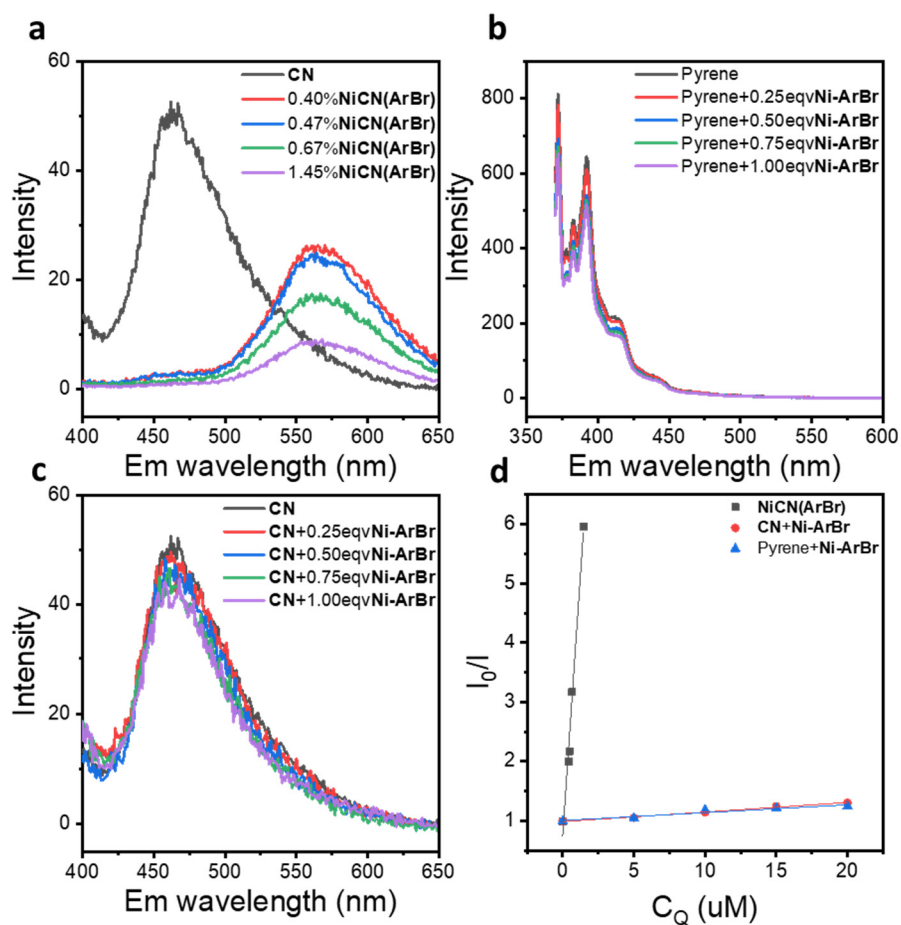 a
60
40
20
0
Intensity
400 450 500 550 600 650
Em wavelength (nm)
CN
0.40%NiCN(ArBr)
0.47%NiCN(ArBr)
0.67%NiCN(ArBr)
1.45%NiCN(ArBr)
b
800
600
400
200
0
Intensity
350 400 450 500 550 600
Em wavelength (nm)
Pyrene
Pyrene+0.25eqvNi-ArBr
Pyrene+0.50eqvNi-ArBr
Pyrene+0.75eqvNi-ArBr
Pyrene+1.00eqvNi-ArBr
c
60
40
20
0
Intensity
400 450 500 550 600 650
Em wavelength (nm)
CN
CN+0.25eqvNi-ArBr
CN+0.50eqvNi-ArBr
CN+0.75eqvNi-ArBr
CN+1.00eqvNi-ArBr
d
6
5
4
3
2
1
I0/I
0 5 10 15 20
CQ (uM)
NiCN(ArBr)
CN+Ni-ArBr
Pyrene+Ni-ArBr